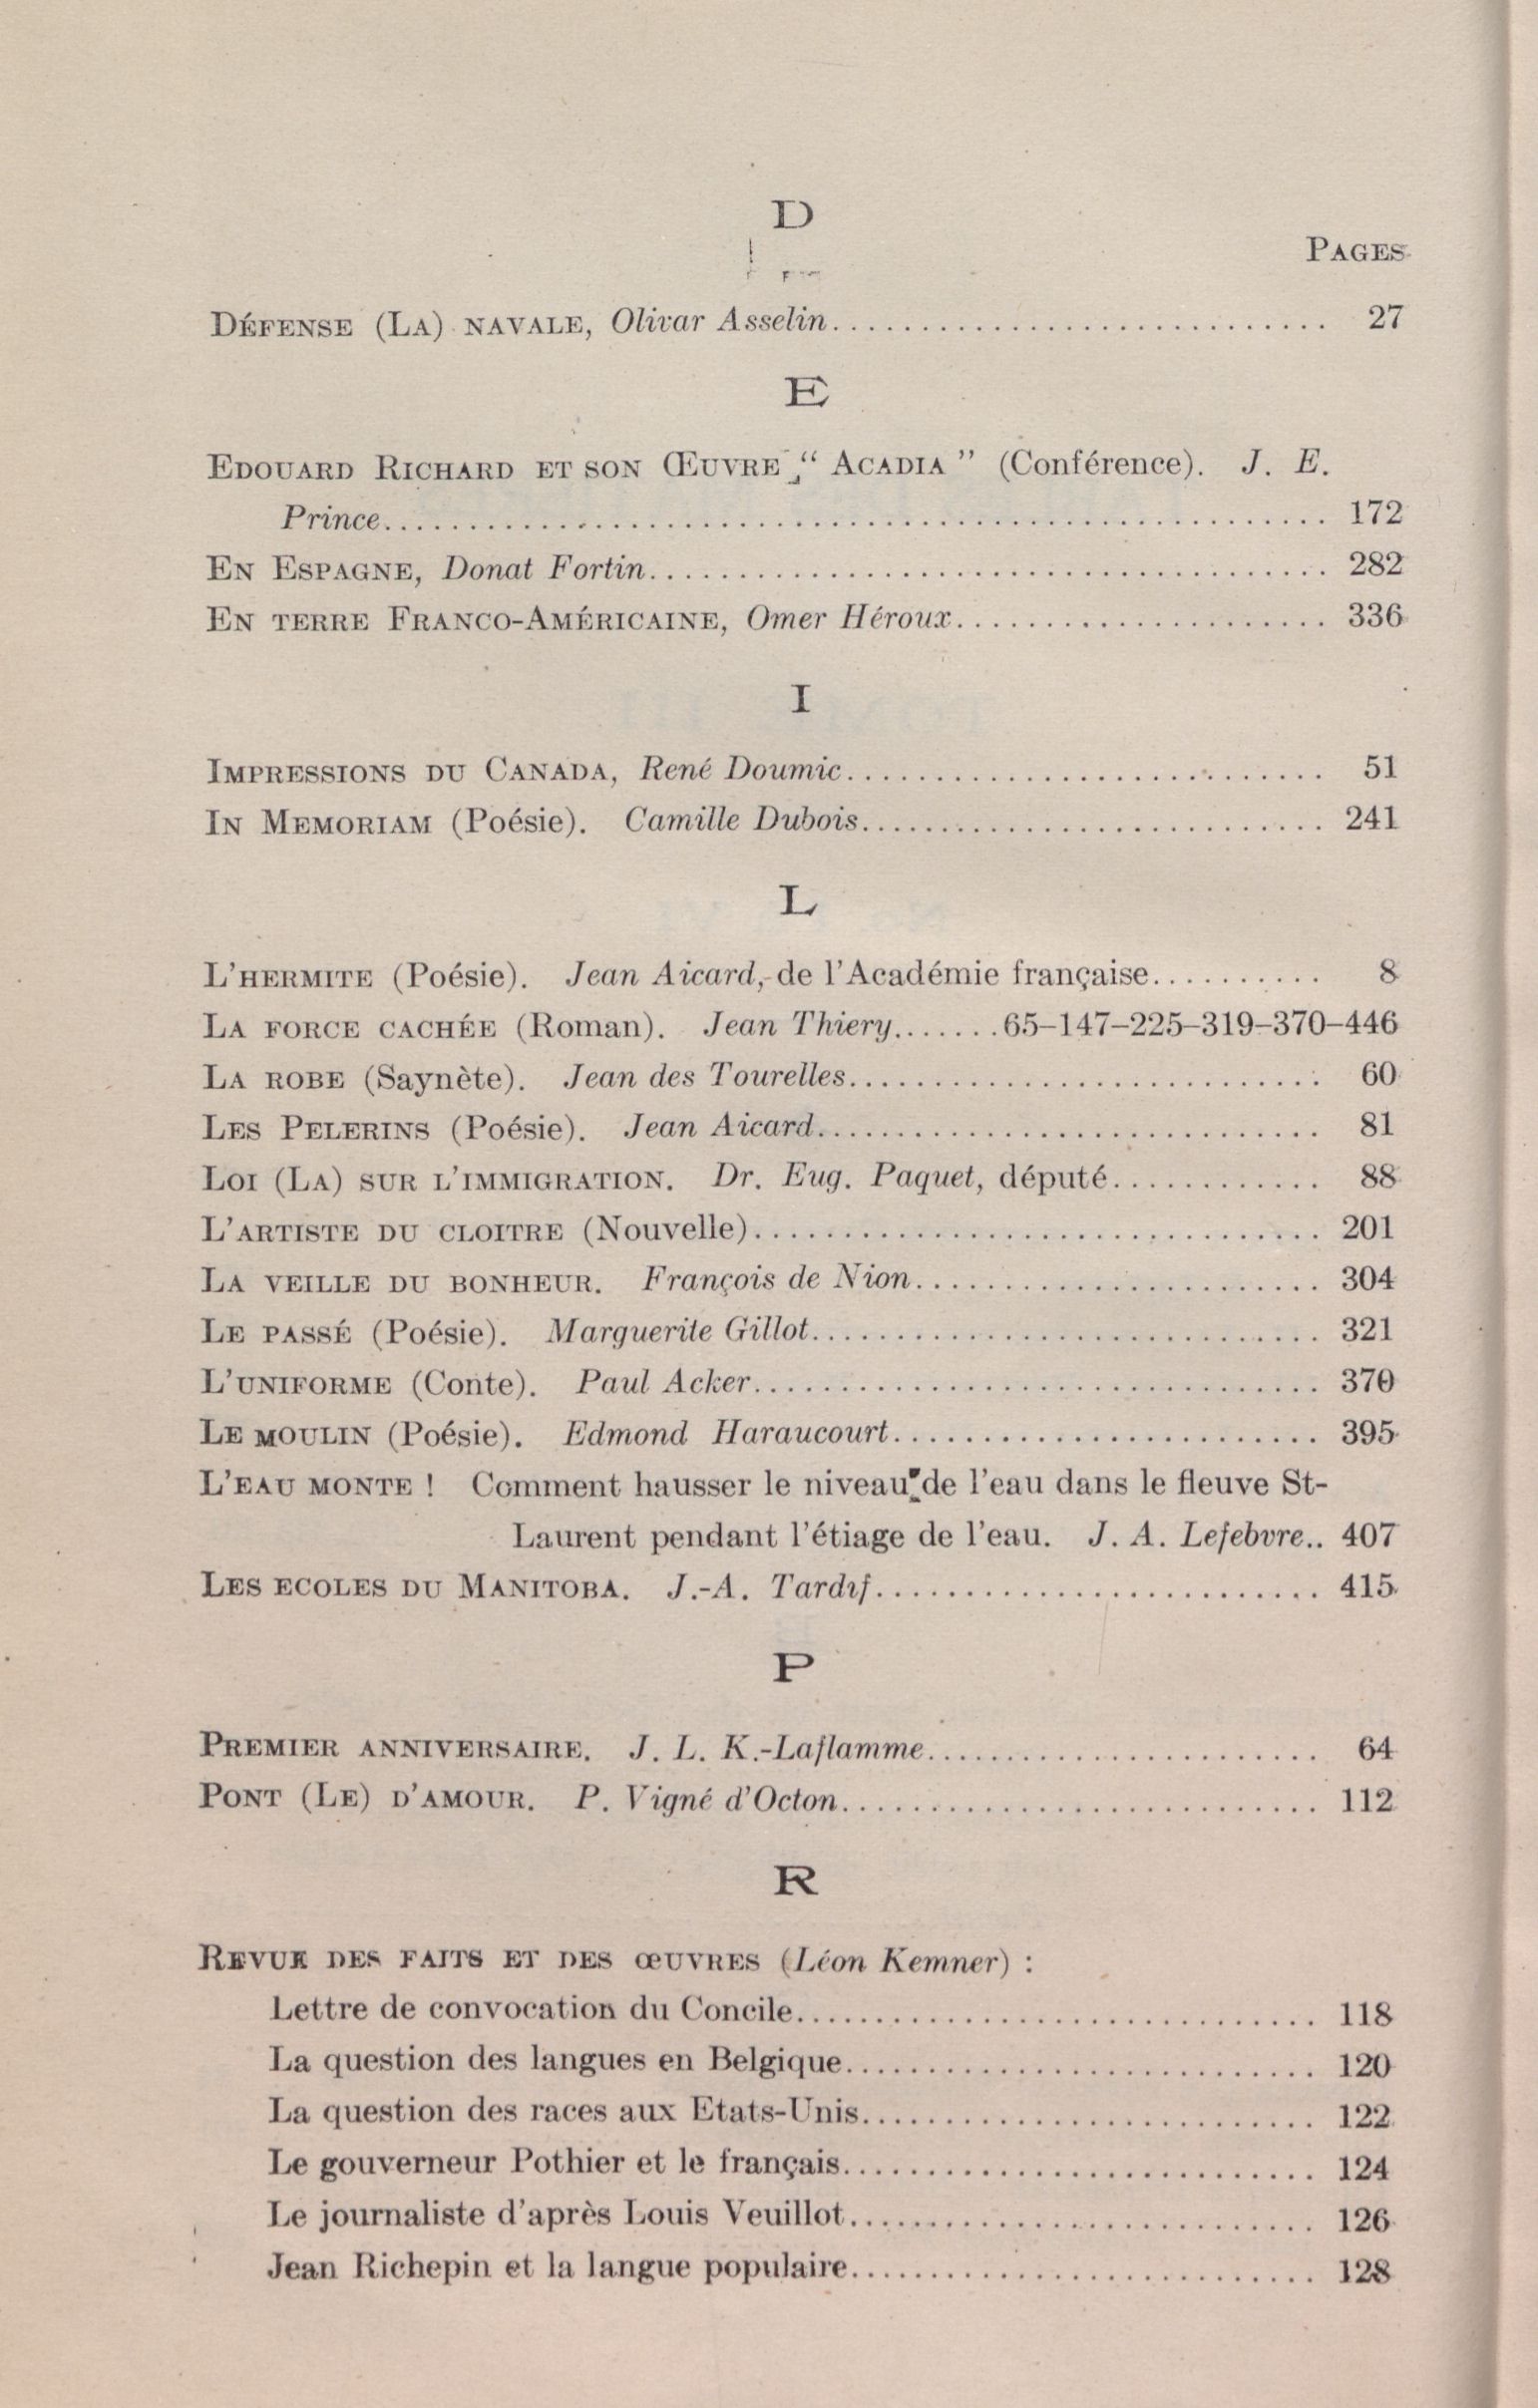 D
PAGES
DÉFENSE (LA) NAVALE, Olivar Asselin.............................. 27
E
EDOUARD RICHARD ET SON ŒUVRE “ ACADIA ” (Conférence). J. E.
Prince.................................................... 172
EN ESPAGNE, Donat Fortin...................................... 282
EN TERRE FRANCO-AMÉRICAINE, Omer Héroux..................... 336
I
IMPRESSIONS DU CANADA, René Doumic........................... 51
IN MEMORIAM (Poésie). Camille Dubois.......................... 241
L
L'HERMITE (Poésie). Jean Aicard, de l'Académie française.......... 8
LA FORCE CACHÉE (Roman). Jean Thiery.......65–147–225–319–370–446
LA ROBE (Saynète). Jean des Tourelles........................... 60
LES PELERINS (Poésie). Jean Aicard............................. 81
LOI (LA) SUR L'IMMIGRATION. Dr. Eug. Paquet, député............ 88
L'ARTISTE DU CLOITRE (Nouvelle)................................ 201
LA VEILLE DU BONHEUR. François de Nion....................... 304
LE PASSÉ (Poésie). Marguerite Gillot............................. 321
L'UNIFORME (Conte). Paul Acker................................ 370
LE MOULIN (Poésie). Edmond Haraucourt........................ 395
L'EAU MONTE ! Comment hausser le niveau de l'eau dans le fleuve St-
Laurent pendant l'étiage de l'eau. J. A. Lefebvre.. 407
LES ECOLES DU MANITOBA. J.-A. Tardif......................... 415
P
PREMIER ANNIVERSAIRE. J. L. K.-Laflamme...................... 64
PONT (LE) D'AMOUR. P. Vigné d'Octon........................... 112
R
REVUE DES FAITS ET DES ŒUVRES (Léon Kemner) :
Lettre de convocation du Concile............................. 118
La question des langues en Belgique.......................... 120
La question des races aux Etats-Unis......................... 122
Le gouverneur Pothier et le français.......................... 124
Le journaliste d'après Louis Veuillot.......................... 126
Jean Richepin et la langue populaire.......................... 128